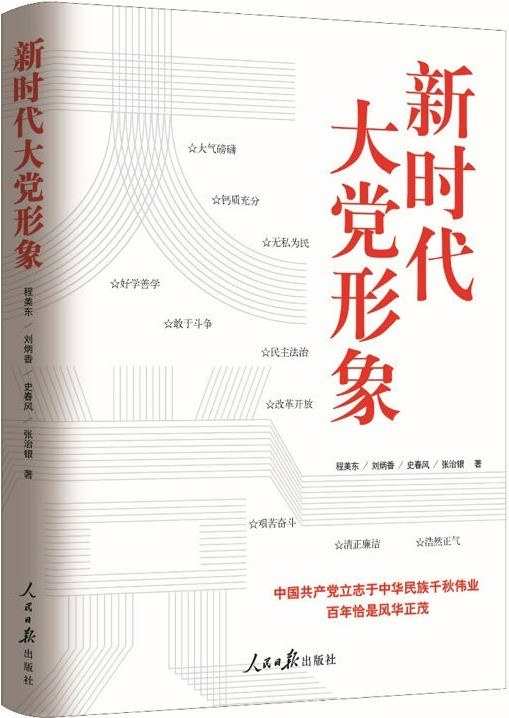 新时代大党形象
程美东/刘炳香/史春风/张治银 著
人民日报出版社
新时代
大党形象
☆大气磅礴
☆钙质充分
☆无私为民
☆好学善学
☆敢于斗争
☆民主法治
☆改革开放
程美东/刘炳香/史春风/张治银 著
☆艰苦奋斗
☆清正廉洁
☆浩然正气
中国共产党立志于中华民族千秋伟业
百年恰是风华正茂
人民日报出版社